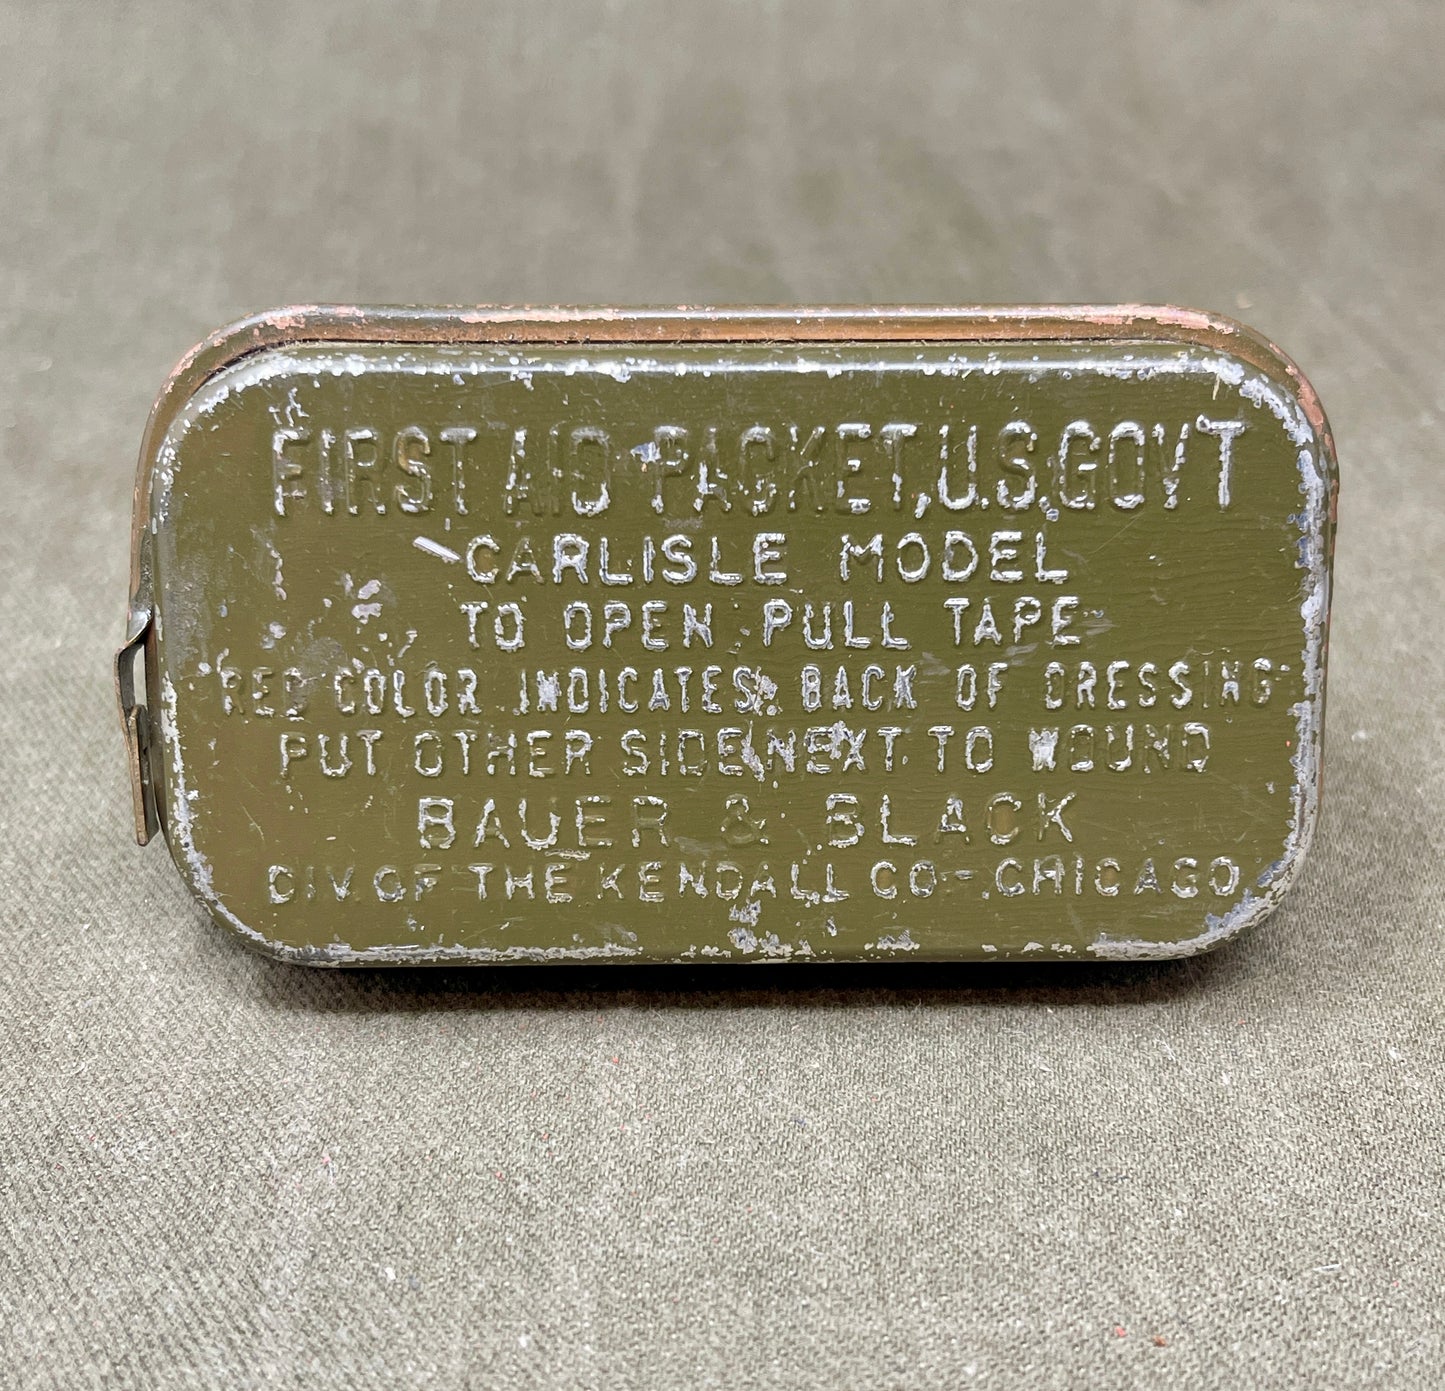 FIRST AID PACKET, U.S. GOVT
CARLISLE MODEL
TO OPEN PULL TAPE
RED COLOR INDICATES BACK OF DRESSING
PUT OTHER SIDE NEXT TO WOUND
BAUER & BLACK
DIV OF THE KENDALL CO - CHICAGO